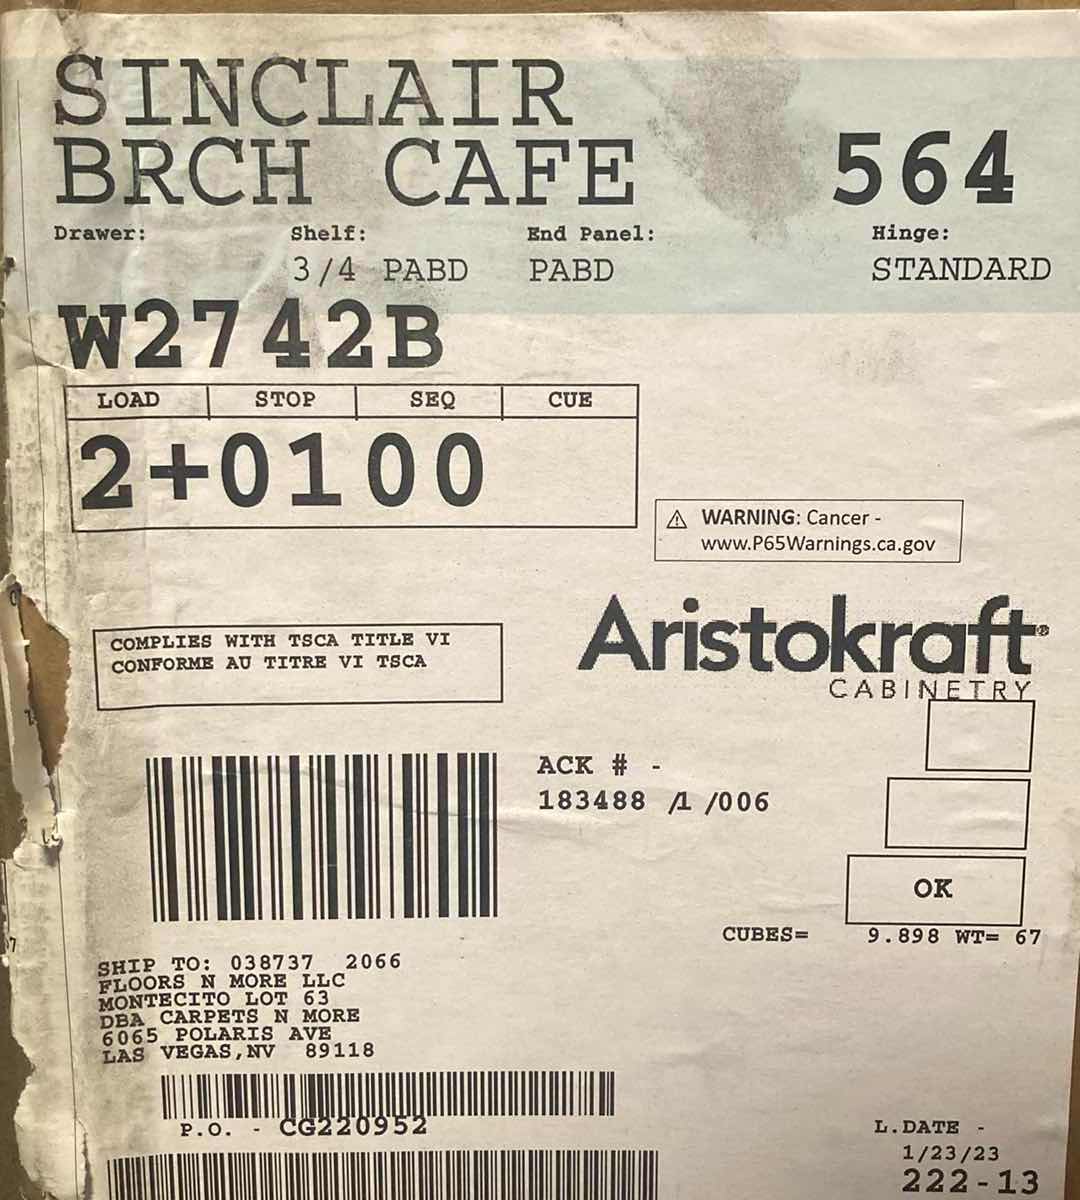 SINCLAIR
BRCH CAFE 564
Drawer: Shelf: End Panel: Hinge:
3/4 PABD PABD STANDARD
W2742B
LOAD STOP SEQ CUE
2+0100
WARNING: Cancer -
www.P65Warnings.ca.gov
Aristokraft®
CABINETRY
COMPLIES WITH TSCA TITLE VI
CONFORME AU TITRE VI TSCA
ACK # -
183488 /1 /006
OK
CUBES= 9.898 WT= 67
SHIP TO: 038737 2066
FLOORS N MORE LLC
MONTECITO LOT 63
DBA CARPETS N MORE
6065 POLARIS AVE
LAS VEGAS,NV 89118
P.O. - CG220952
L.DATE -
1/23/23
222-13